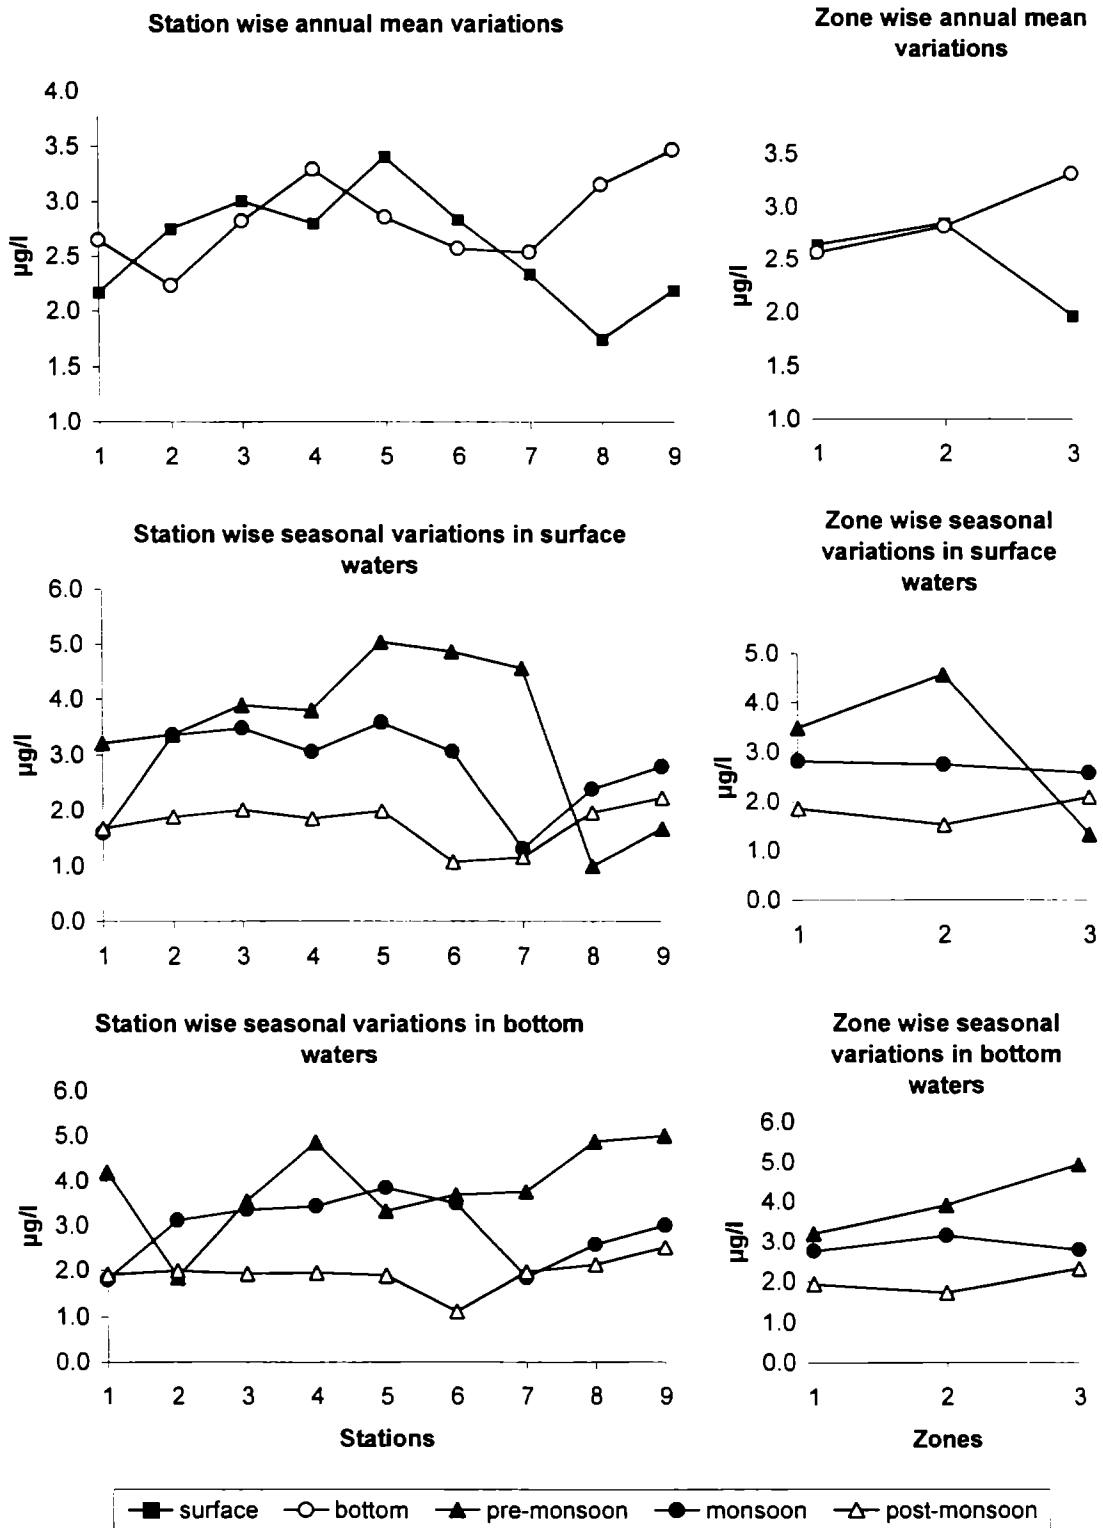 Station wise annual mean variations
4.0
3.5
3.0
2.5
2.0
1.5
1.0
µg/l
1 2 3 4 5 6 7 8 9
Zone wise annual mean
variations
3.5
3.0
2.5
2.0
1.5
1.0
µg/l
1 2 3
Station wise seasonal variations in surface
waters
6.0
5.0
4.0
3.0
2.0
1.0
0.0
µg/l
1 2 3 4 5 6 7 8 9
Zone wise seasonal
variations in surface
waters
5.0
4.0
3.0
2.0
1.0
0.0
µg/l
1 2 3
Station wise seasonal variations in bottom
waters
6.0
5.0
4.0
3.0
2.0
1.0
0.0
µg/l
1 2 3 4 5 6 7 8 9
Stations
Zone wise seasonal
variations in bottom
waters
6.0
5.0
4.0
3.0
2.0
1.0
0.0
µg/l
1 2 3
Zones
surface bottom pre-monsoon monsoon post-monsoon